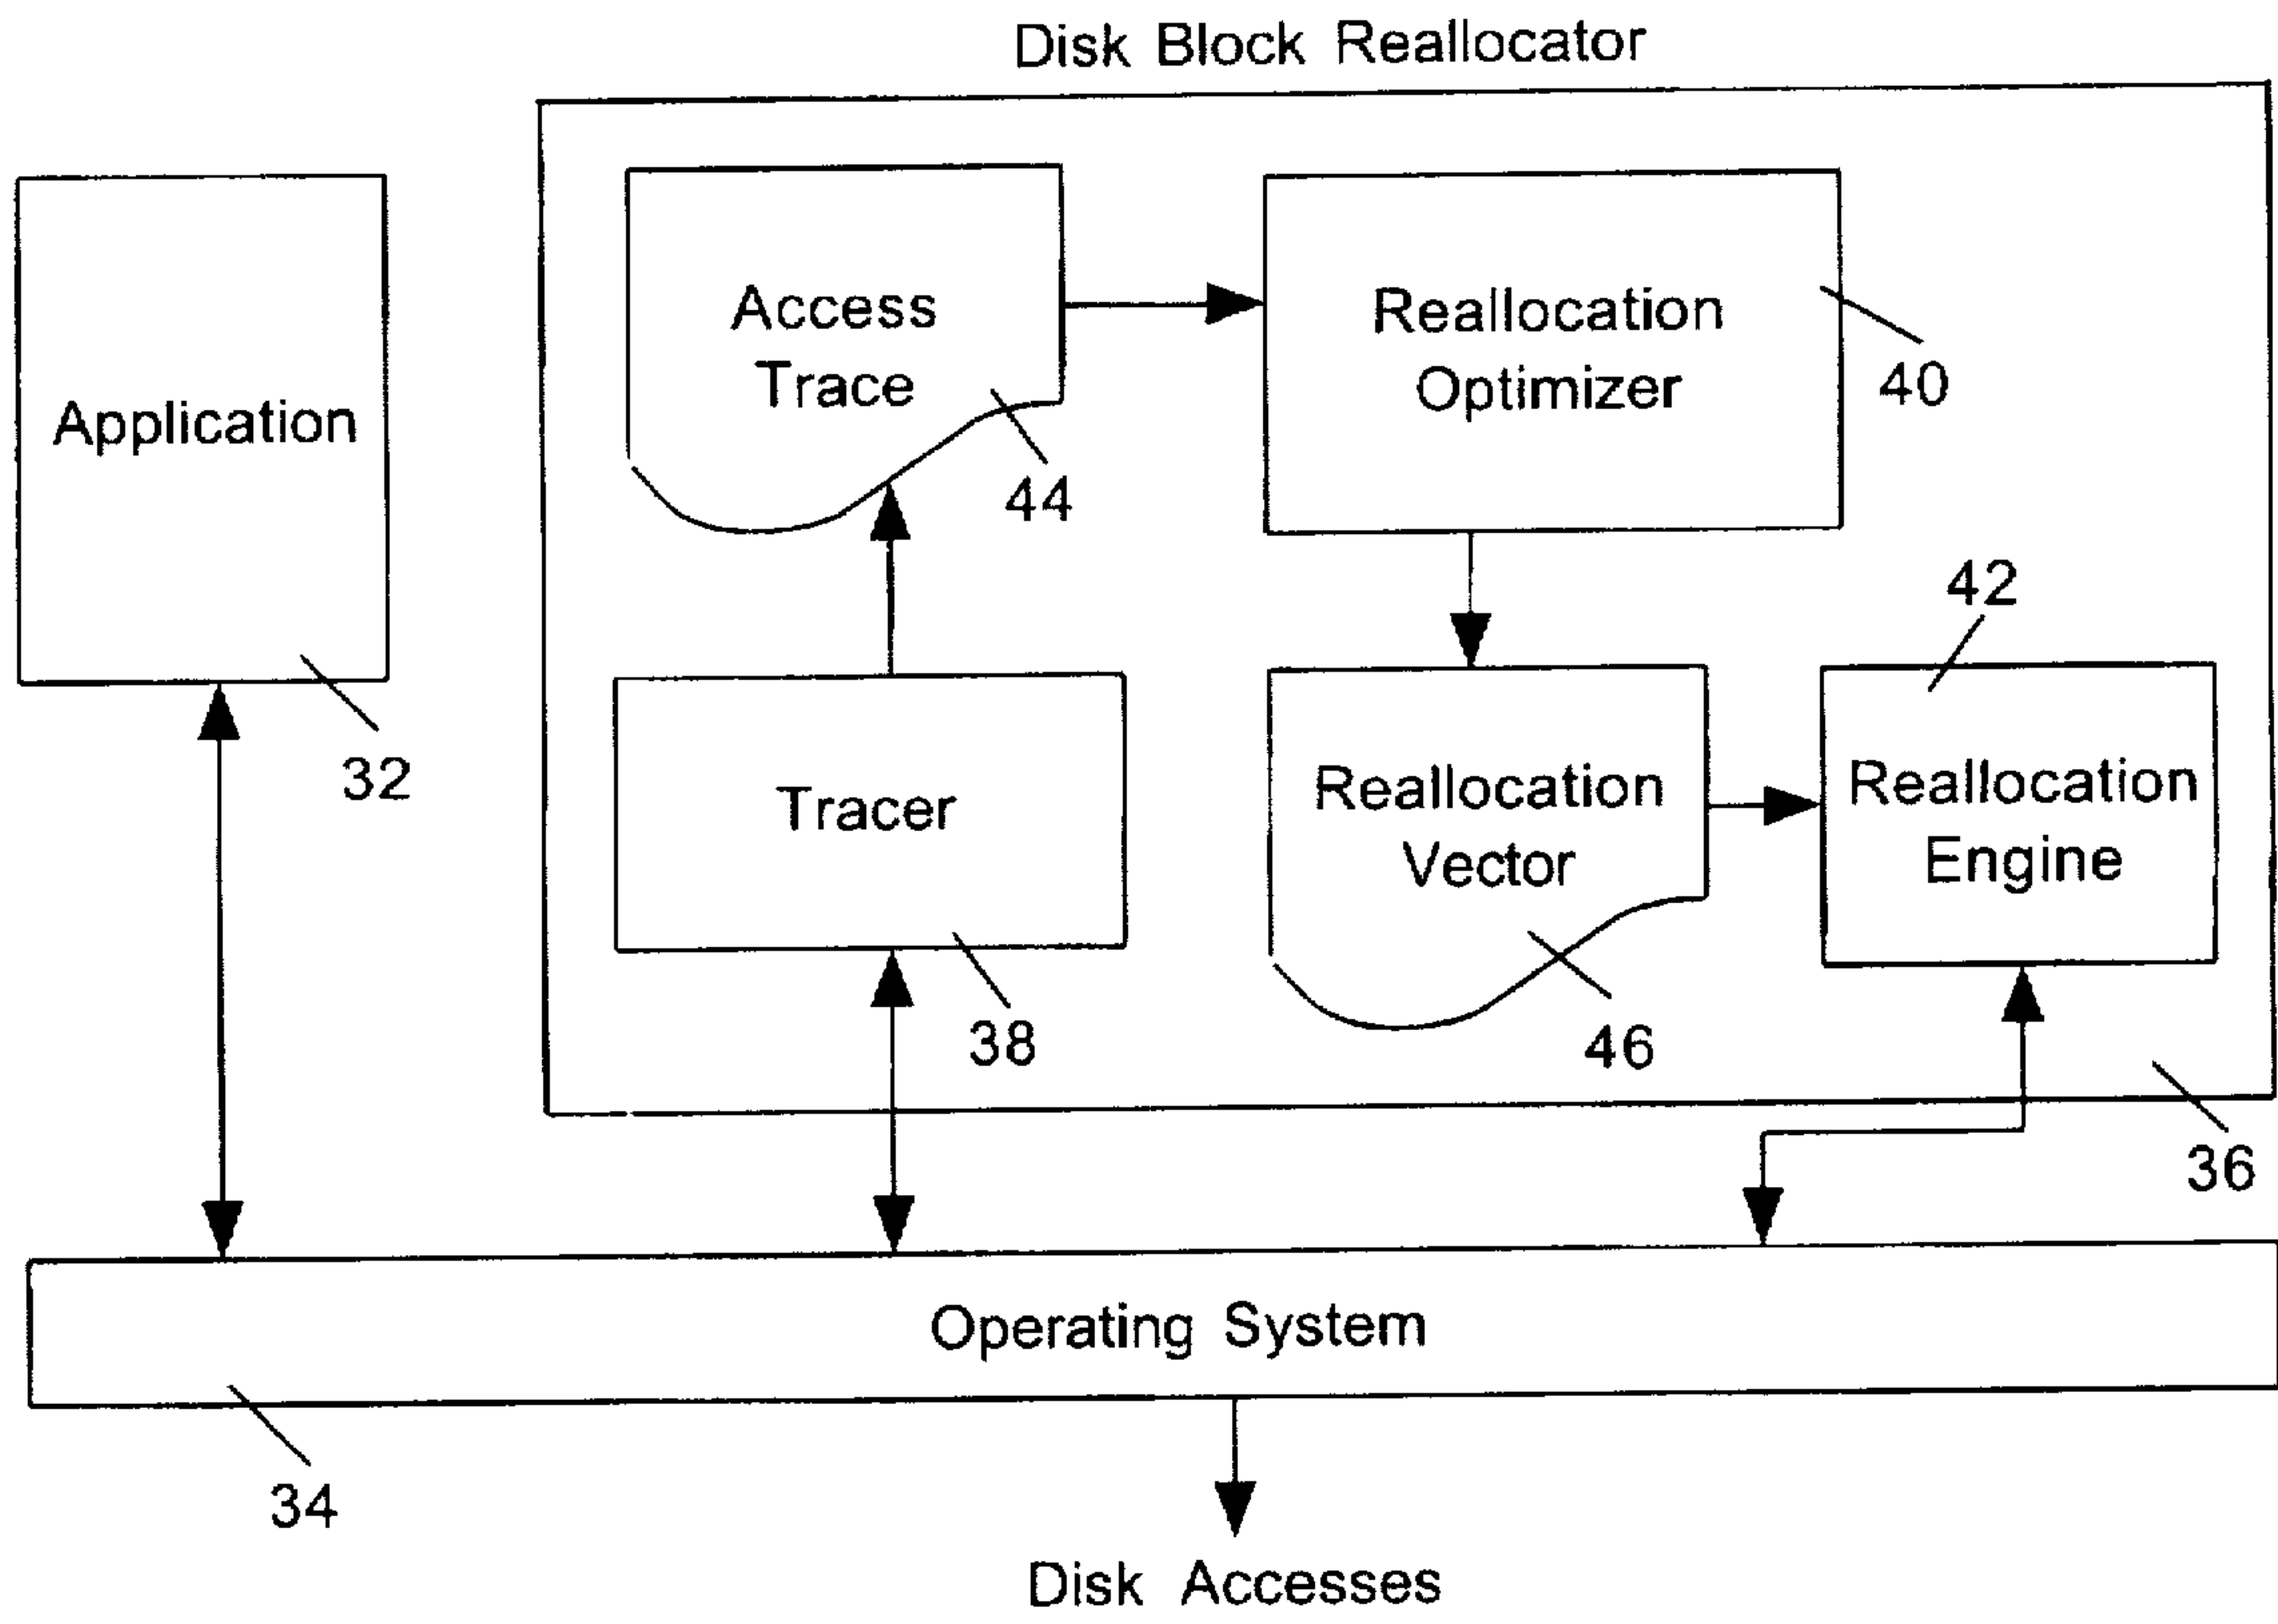 Disk Block Reallocator
Application
32
Access
Trace
44
Reallocation
Optimizer
40
Tracer
38
Reallocation
Vector
46
42
Reallocation
Engine
36
Operating System
34
Disk Accesses